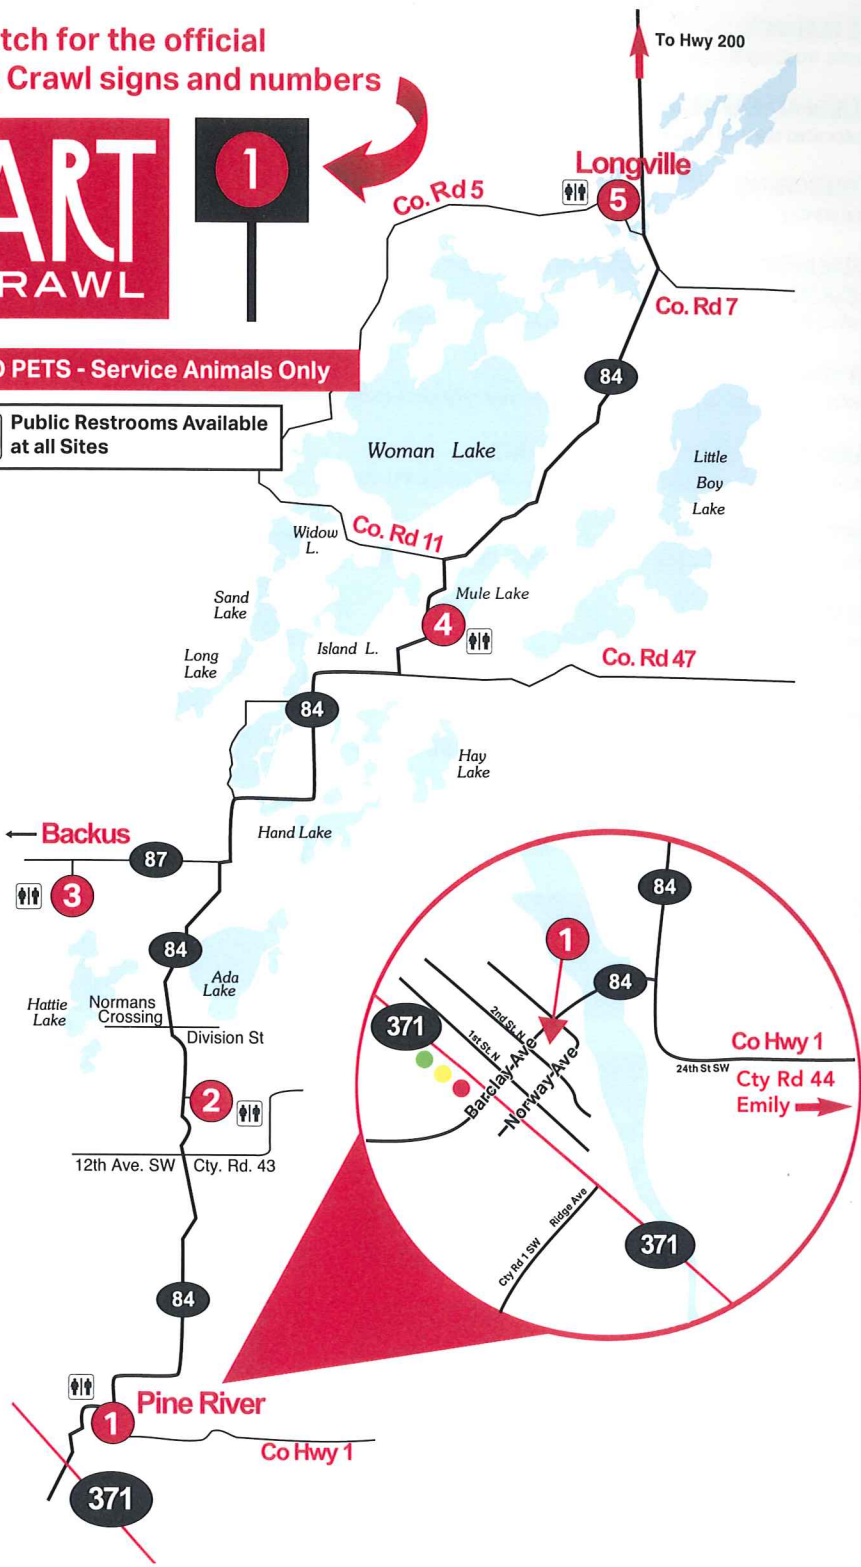 tch for the official
Crawl signs and numbers
ART
RAWL
1
PETS - Service Animals Only
Public Restrooms Available
at all Sites
To Hwy 200
Longville
5
Co. Rd 5
Co. Rd 7
84
Woman Lake
Little
Boy
Lake
Widow
L.
Co. Rd 11
Mule Lake
4
Sand
Lake
Island L.
Long
Lake
Co. Rd 47
84
Hay
Lake
Hand Lake
Backus
87
3
84
Ada
Lake
Hattie
Lake
Normans
Crossing
Division St
2
12th Ave. SW
Cty. Rd. 43
84
Pine River
1
Co Hwy 1
371
84
1
84
371
2nd St. N
1st St. N
Barclay Ave
Norway Ave
Co Hwy 1
24th St SW
Cty Rd 44
Emily
Ridge Ave
Cty Rd 1 SW
371